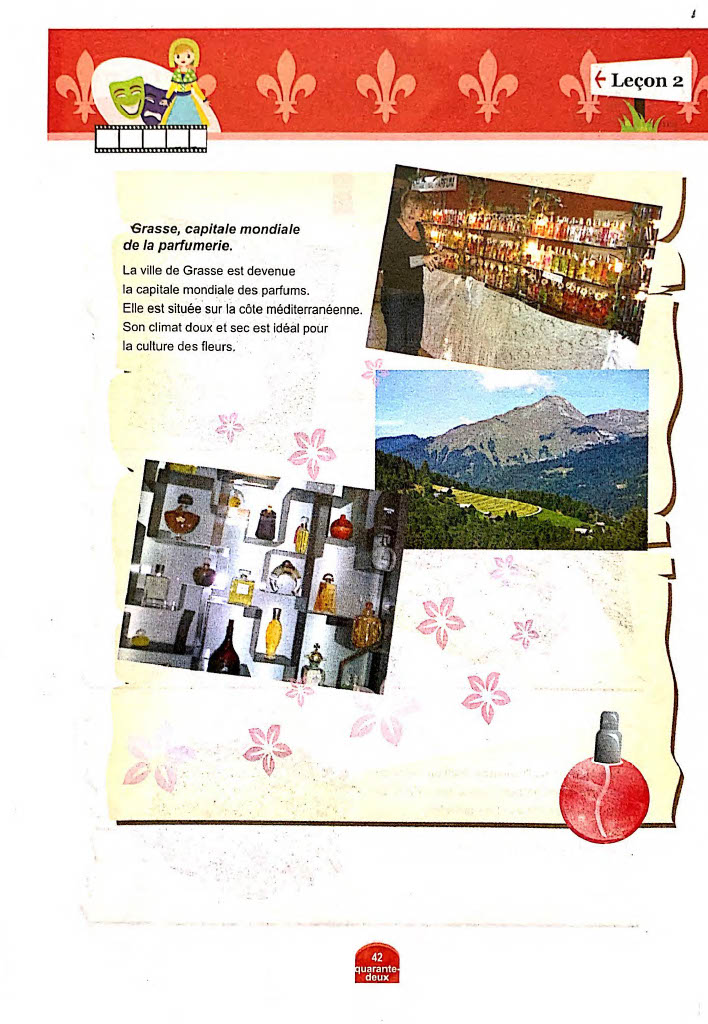 Leçon 2
Grasse, capitale mondiale
de la parfumerie.
La ville de Grasse est devenue
la capitale mondiale des parfums.
Elle est située sur la côte méditerranéenne.
Son climat doux et sec est idéal pour
la culture des fleurs.
42
quarante-
deux